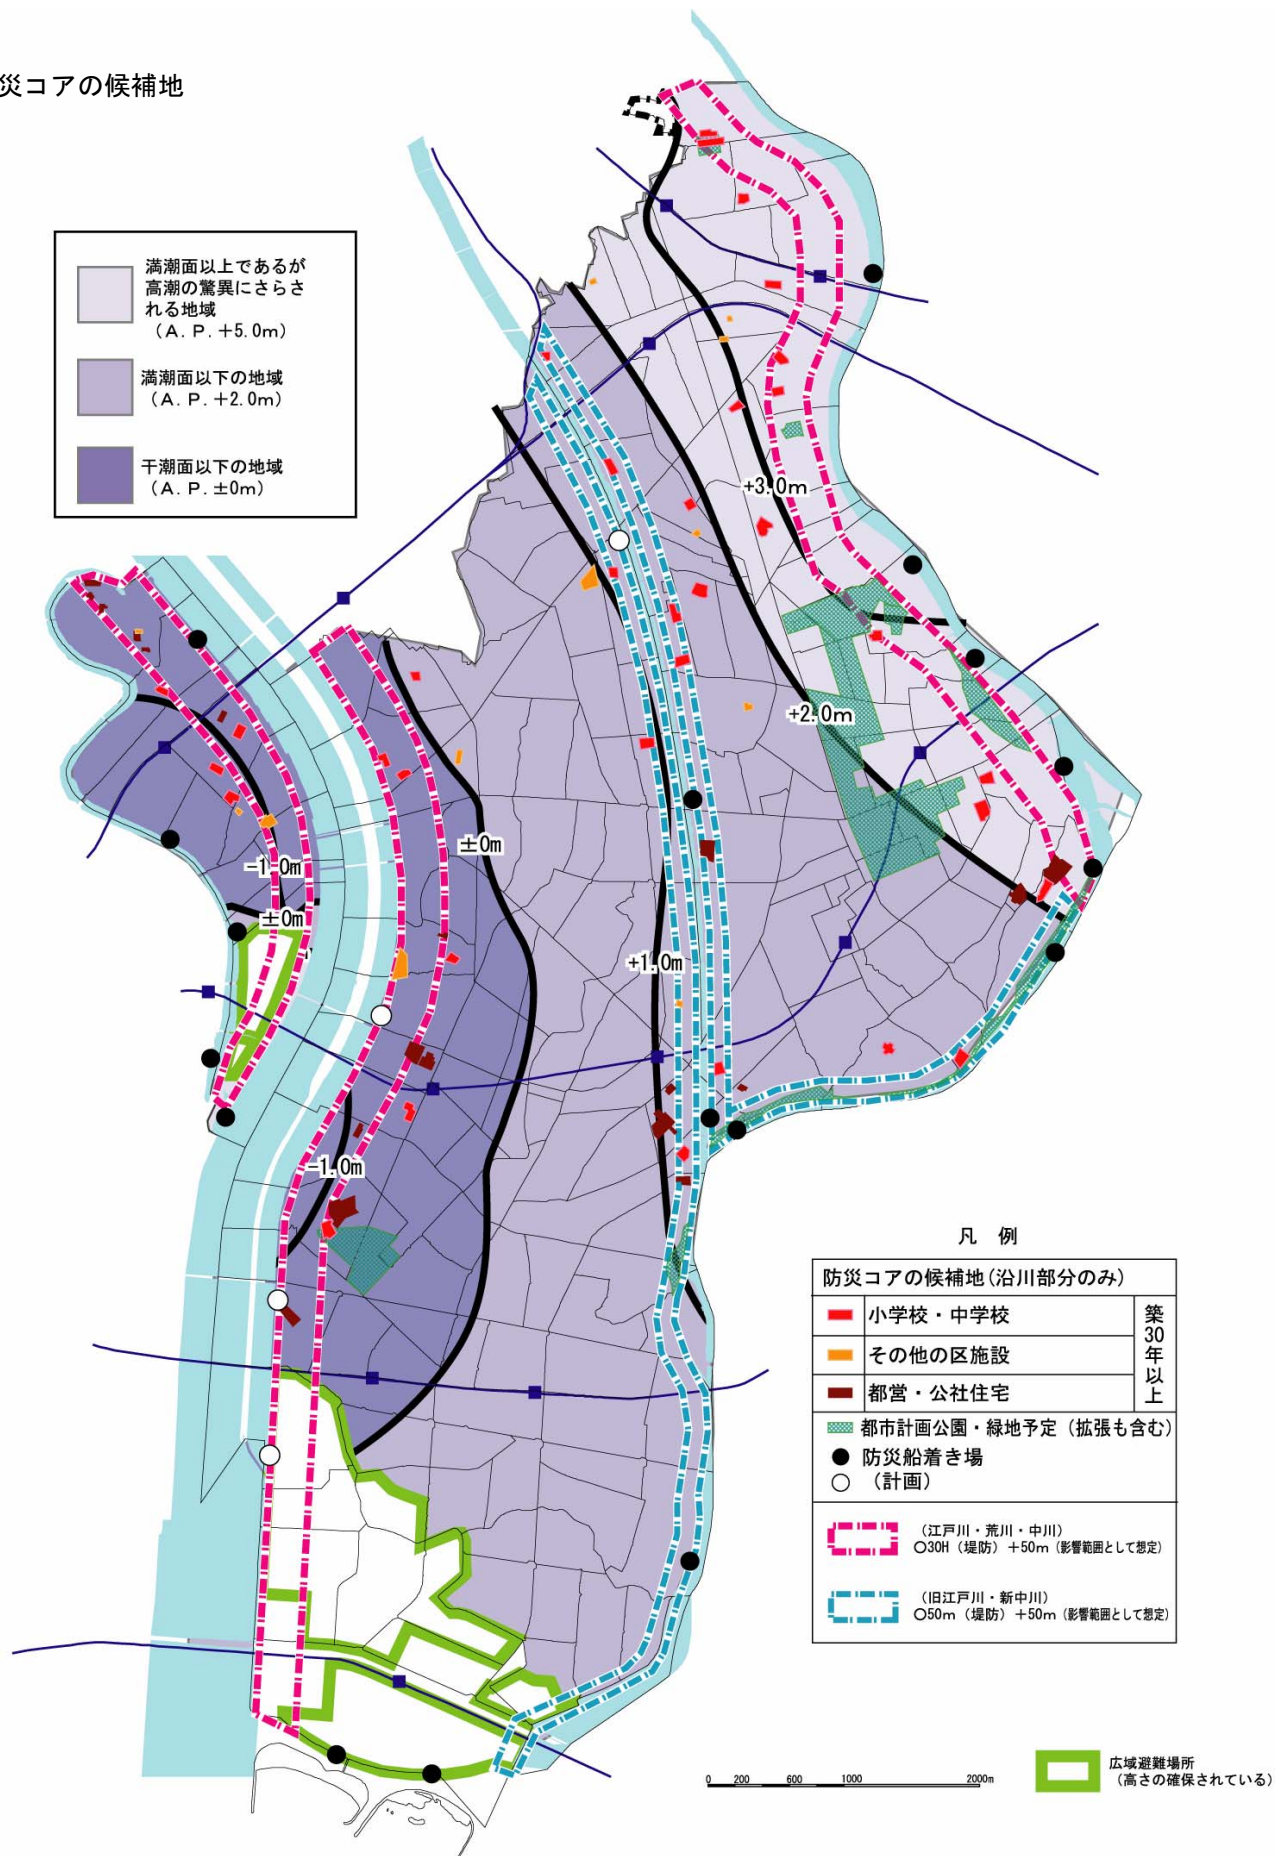 災コアの候補地
満潮面以上であるが
高潮の驚異にさらさ
れる地域
（A. P. +5.0m）
満潮面以下の地域
（A. P. +2.0m）
干潮面以下の地域
（A. P. ±0m）
+3.0m
+2.0m
±0m
-1.0m
±0m
+1.0m
-1.0m
凡 例
防災コアの候補地(沿川部分のみ)
小学校・中学校
その他の区施設
都営・公社住宅
築30年以上
都市計画公園・緑地予定（拡張も含む）
防災船着き場
（計画）
（江戸川・荒川・中川）
○30H（堤防）+50m（影響範囲として想定）
（旧江戸川・新中川）
○50m（堤防）+50m（影響範囲として想定）
0 200 600 1000 2000m
広域避難場所
（高さの確保されている）